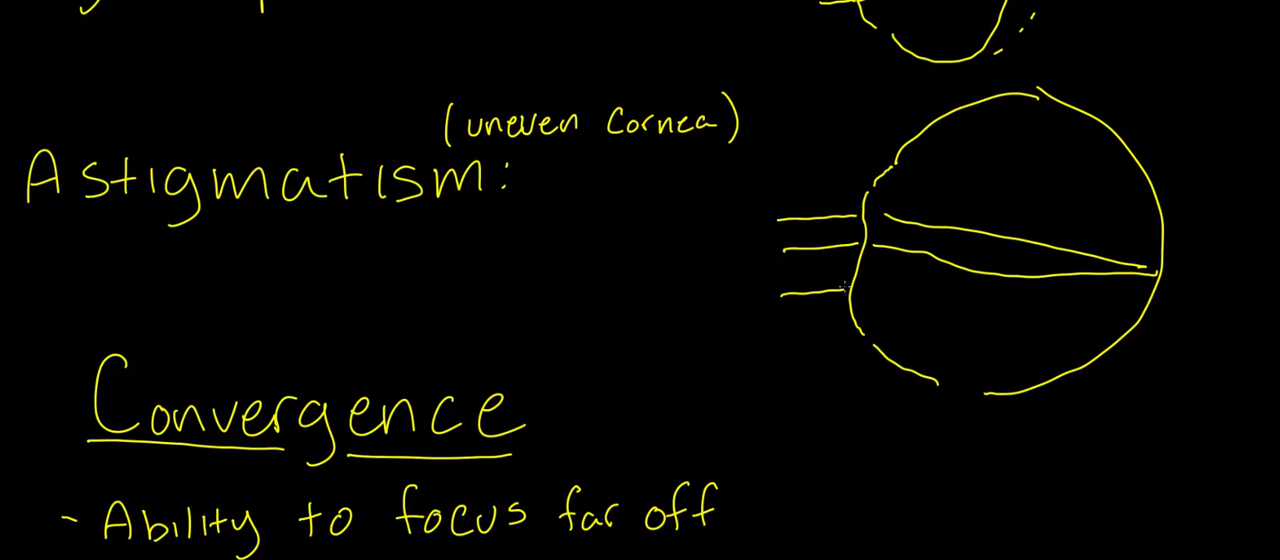 (uneven cornea)
Astigmatism:
Convergence
- Ability to focus far off